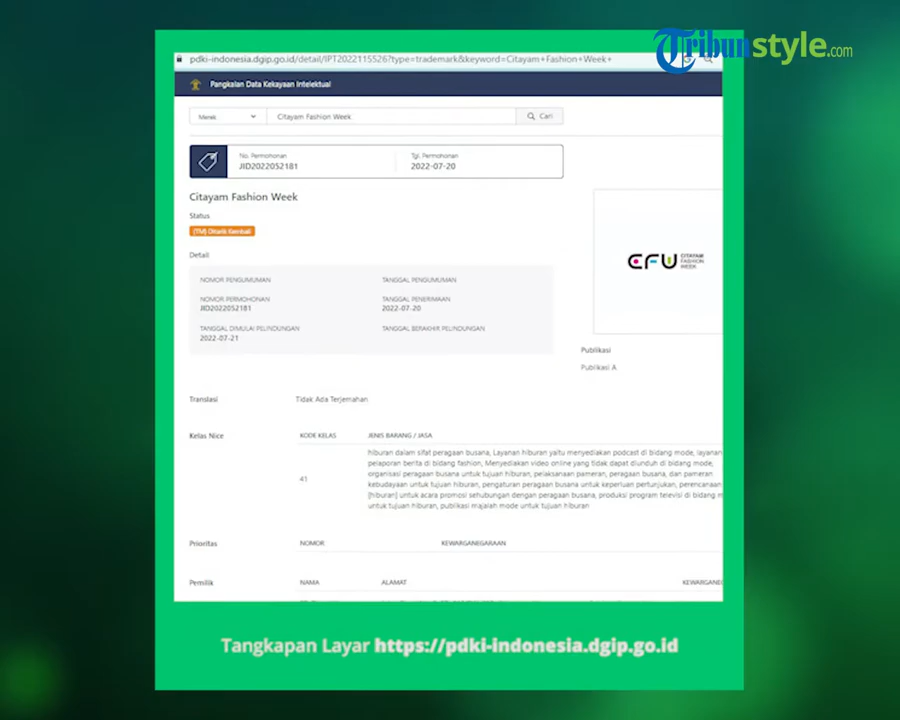 Tribunstyle.com
pdki-indonesia.dgip.go.id/detail/IPT2022115526?type=trademark&keyword=Citayam+Fashion+Week+
Pangkalan Data Kekayaan Intelektual
Merek Citayam Fashion Week Cari
No. Permohonan Tgl. Permohonan
JID2022052181 2022-07-20
Citayam Fashion Week
Status
(TM) Ditarik Kembali
Detail
NOMOR PENGUMUMAN TANGGAL PENGUMUMAN
NOMOR PERMOHONAN TANGGAL PENERIMAAN
JID2022052181 2022-07-20
TANGGAL DIMULAI PELINDUNGAN TANGGAL BERAKHIR PELINDUNGAN
2022-07-21
CFW CITAYAM
FASHION
WEEK
Publikasi
Publikasi A
Translasi Tidak Ada Terjemahan
Kelas Nice KODE KELAS JENIS BARANG / JASA
41
hiburan dalam sifat peragaan busana, Layanan hiburan yaitu menyediakan podcast di bidang mode, layanan
pelaporan berita di bidang fashion, Menyediakan video online yang tidak dapat diunduh di bidang mode,
organisasi peragaan busana untuk tujuan hiburan, pelaksanaan pameran, peragaan busana, dan pameran
kebudayaan untuk tujuan hiburan, pengaturan peragaan busana untuk keperluan pertunjukan, perencanaan
[hiburan] untuk acara promosi sehubungan dengan peragaan busana, produksi program televisi di bidang m
untuk tujuan hiburan, publikasi majalah mode untuk tujuan hiburan
Prioritas NOMOR KEWARGANEGARAAN
Pemilik NAMA ALAMAT KEWARGANE
Tangkapan Layar https://pdki-indonesia.dgip.go.id